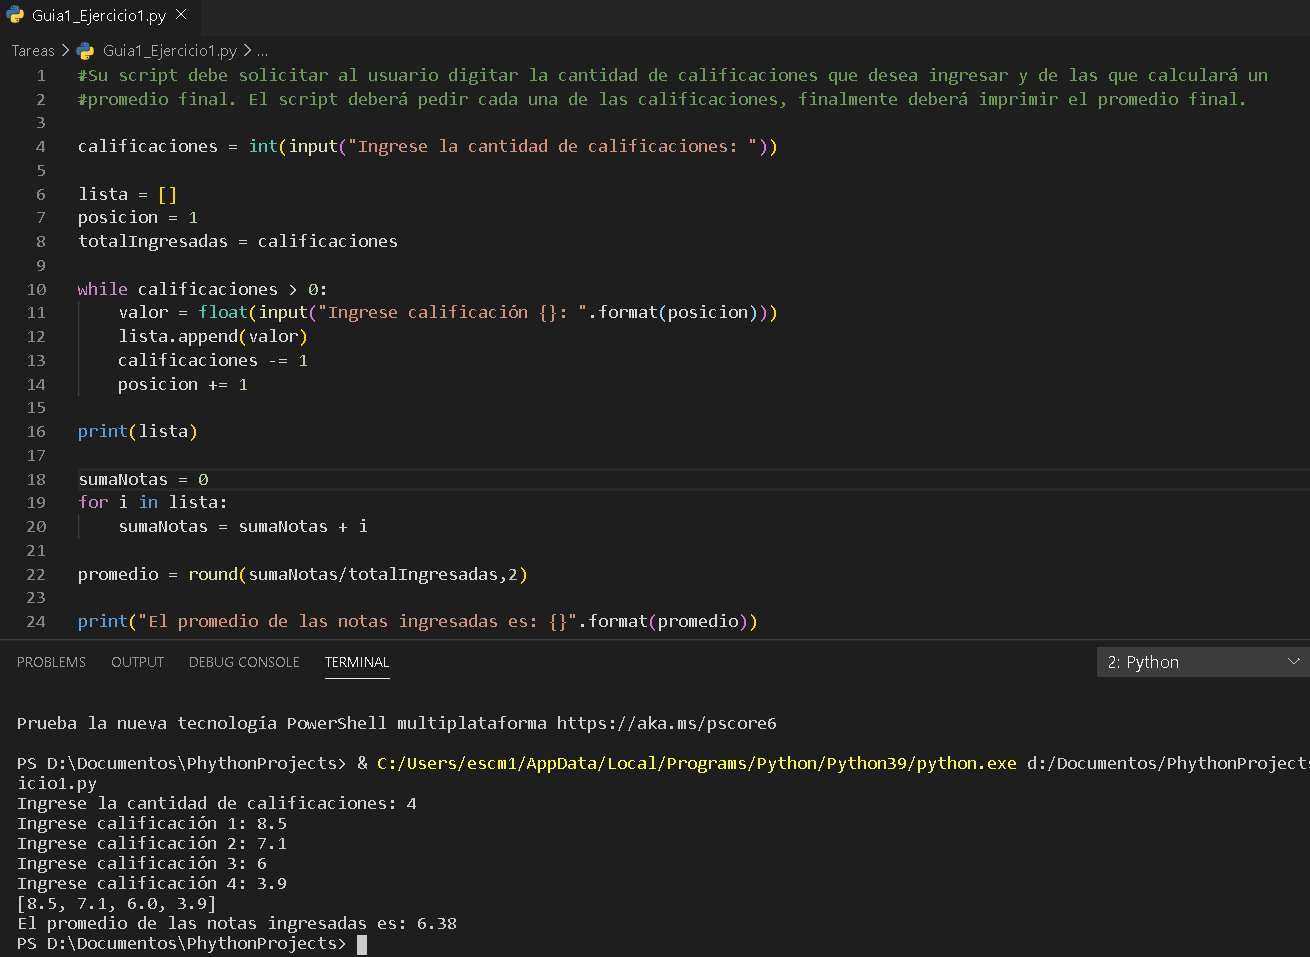 Guia1_Ejercicio1.py
Tareas > Guia1_Ejercicio1.py > ...
1 #Su script debe solicitar al usuario digitar la cantidad de calificaciones que desea ingresar y de las que calculará un
2 #promedio final. El script deberá pedir cada una de las calificaciones, finalmente deberá imprimir el promedio final.
3
4 calificaciones = int(input("Ingrese la cantidad de calificaciones: "))
5
6 lista = []
7 posicion = 1
8 totalIngresadas = calificaciones
9
10 while calificaciones > 0:
11     valor = float(input("Ingrese calificación {}: ".format(posicion)))
12     lista.append(valor)
13     calificaciones -= 1
14     posicion += 1
15
16 print(lista)
17
18 sumaNotas = 0
19 for i in lista:
20     sumaNotas = sumaNotas + i
21
22 promedio = round(sumaNotas/totalIngresadas,2)
23
24 print("El promedio de las notas ingresadas es: {}".format(promedio))
PROBLEMS OUTPUT DEBUG CONSOLE TERMINAL 2: Python
Prueba la nueva tecnología PowerShell multiplataforma https://aka.ms/pscore6
PS D:\Documentos\PhythonProjects> & C:/Users/escm1/AppData/Local/Programs/Python/Python39/python.exe d:/Documentos/PhythonProjects
icio1.py
Ingrese la cantidad de calificaciones: 4
Ingrese calificación 1: 8.5
Ingrese calificación 2: 7.1
Ingrese calificación 3: 6
Ingrese calificación 4: 3.9
[8.5, 7.1, 6.0, 3.9]
El promedio de las notas ingresadas es: 6.38
PS D:\Documentos\PhythonProjects>